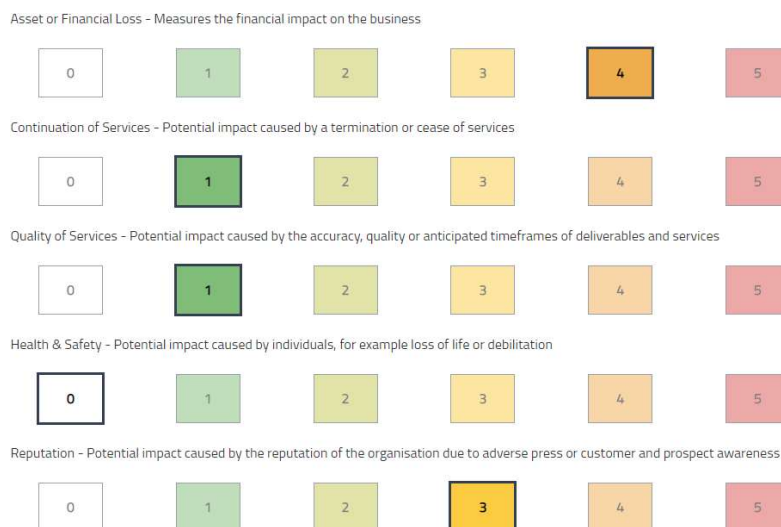 Asset or Financial Loss - Measures the financial impact on the business
0 1 2 3 4 5
Continuation of Services - Potential impact caused by a termination or cease of services
0 1 2 3 4 5
Quality of Services - Potential impact caused by the accuracy, quality or anticipated timeframes of deliverables and services
0 1 2 3 4 5
Health & Safety - Potential impact caused by individuals, for example loss of life or debilitation
0 1 2 3 4 5
Reputation - Potential impact caused by the reputation of the organisation due to adverse press or customer and prospect awareness
0 1 2 3 4 5